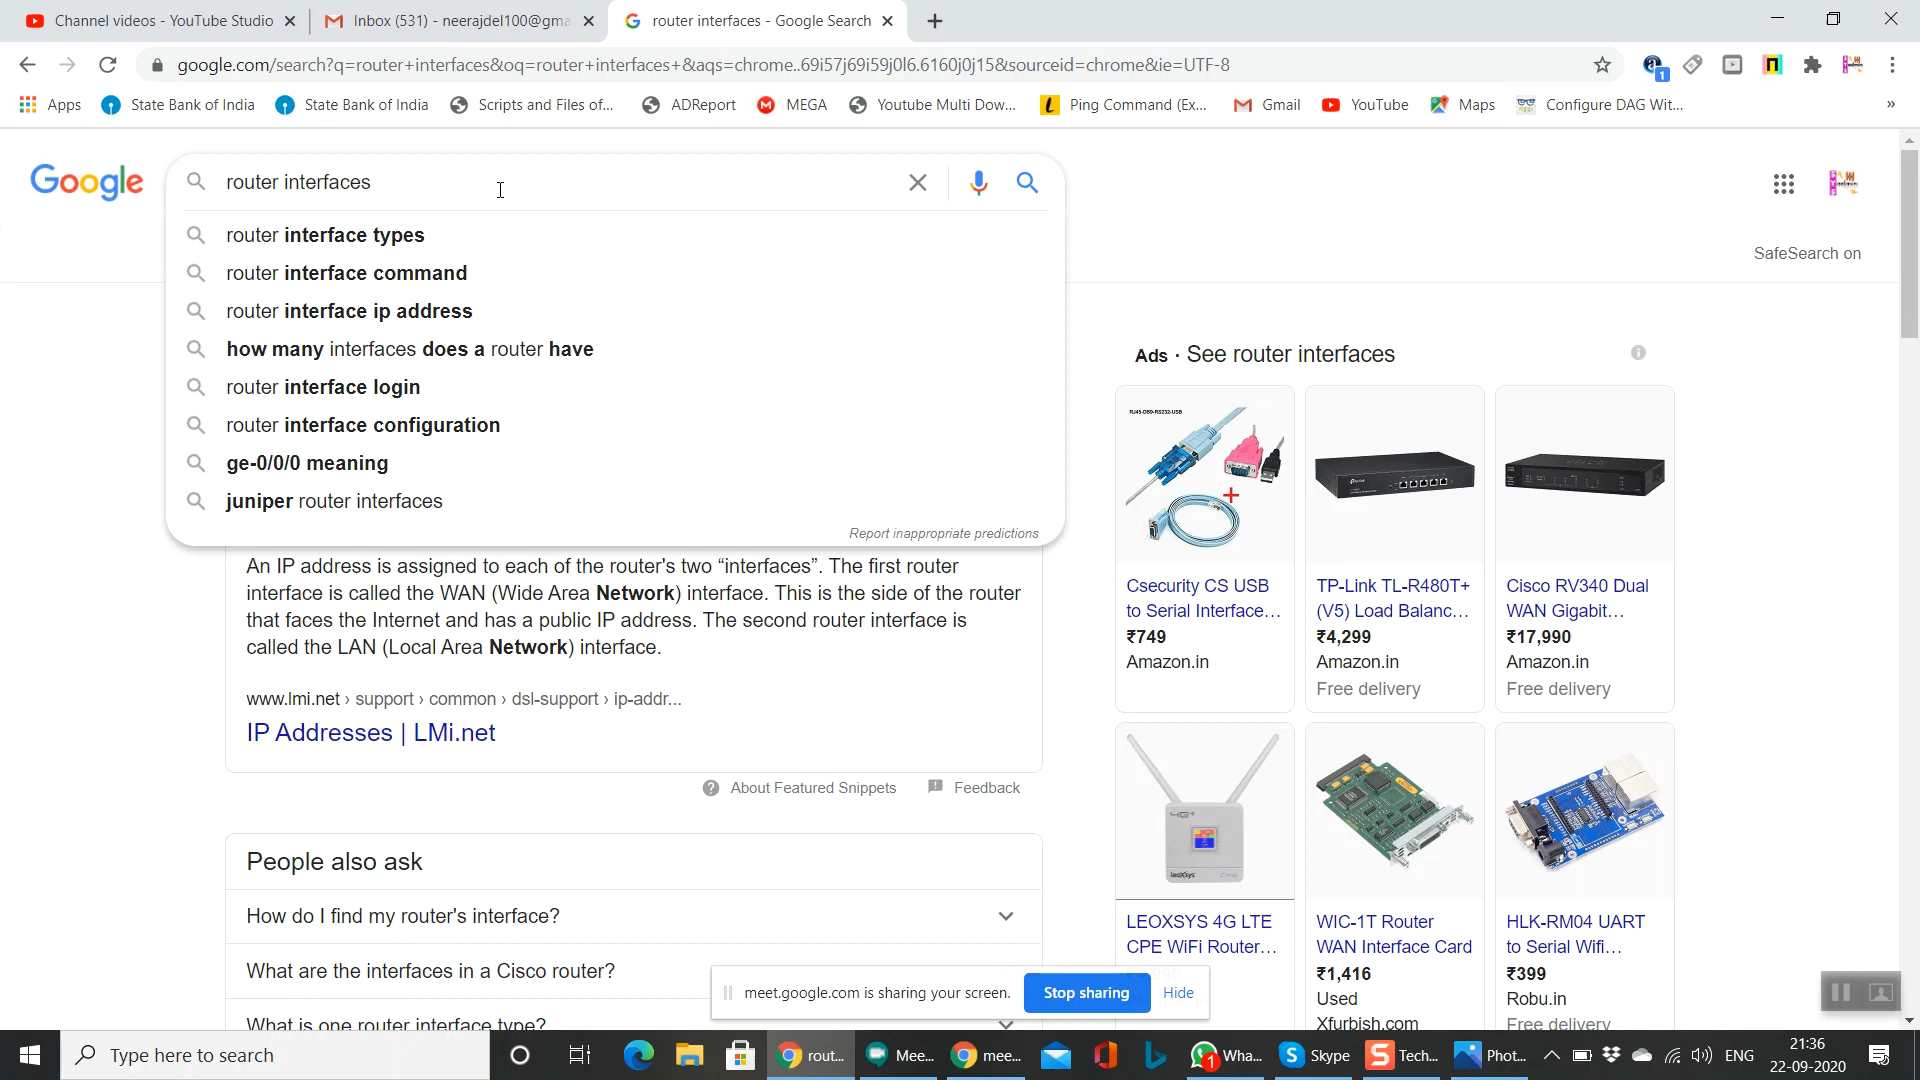 Channel videos - YouTube Studio
Inbox (531) - neerajdel100@gma
router interfaces - Google Search
google.com/search?q=router+interfaces&oq=router+interfaces+&aqs=chrome..69i57j69i59j0l6.6160j0j15&sourceid=chrome&ie=UTF-8
1
Apps
State Bank of India
State Bank of India
Scripts and Files of...
ADReport
MEGA
Youtube Multi Dow...
Ping Command (Ex...
Gmail
YouTube
Maps
Configure DAG Wit...
»
Google
router interfaces
router interface types
router interface command
router interface ip address
how many interfaces does a router have
router interface login
router interface configuration
ge-0/0/0 meaning
juniper router interfaces
Report inappropriate predictions
SafeSearch on
An IP address is assigned to each of the router's two “interfaces”. The first router
interface is called the WAN (Wide Area Network) interface. This is the side of the router
that faces the Internet and has a public IP address. The second router interface is
called the LAN (Local Area Network) interface.
www.lmi.net › support › common › dsl-support › ip-addr...
IP Addresses | LMi.net
About Featured Snippets
Feedback
People also ask
How do I find my router's interface?
What are the interfaces in a Cisco router?
What is one router interface type?
Ads · See router interfaces
RJ45-DB9-RS232-USB
Csecurity CS USB
to Serial Interface...
₹749
Amazon.in
TP-Link TL-R480T+
(V5) Load Balanc...
₹4,299
Amazon.in
Free delivery
Cisco RV340 Dual
WAN Gigabit...
₹17,990
Amazon.in
Free delivery
4G+
leoxsys
LEOXSYS 4G LTE
CPE WiFi Router...
WIC-1T Router
WAN Interface Card
₹1,416
Used
Xfurbish.com
HLK-RM04 UART
to Serial Wifi...
₹399
Robu.in
Free delivery
meet.google.com is sharing your screen.
Stop sharing
Hide
Type here to search
rout...
Mee...
mee...
1
Wha...
Skype
Tech...
Phot...
ENG
21:36
22-09-2020